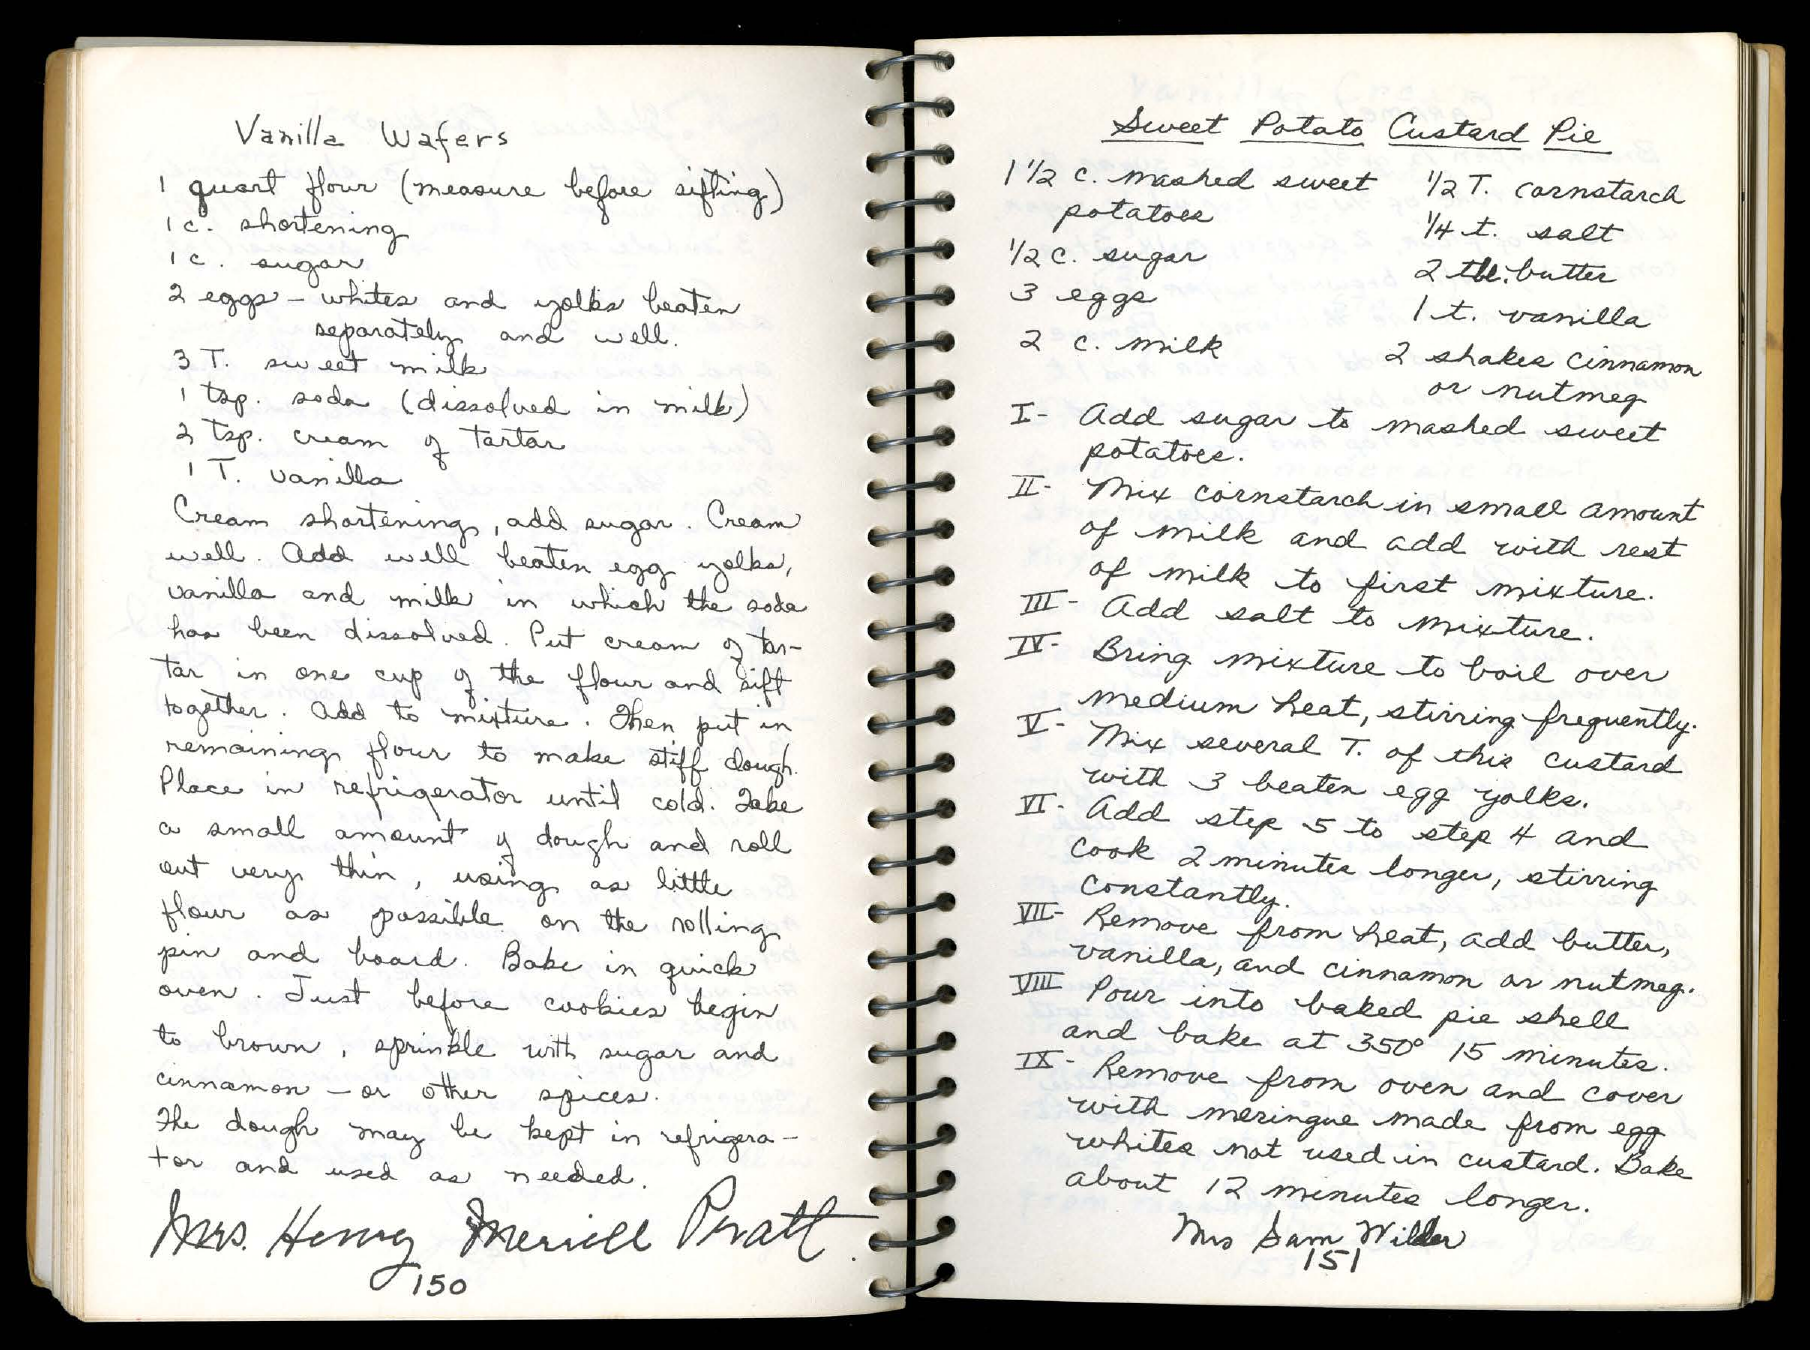 Vanilla Wafers
1 quart flour (measure before sifting)
1 c. shortening
1 c. sugar
2 eggs – whites and yolks beaten
separately and well.
3 T. sweet milk
1 tsp. soda (dissolved in milk)
2 tsp. cream of tartar
1 T. vanilla
Cream shortening, add sugar. Cream
well. Add well beaten egg yolks,
vanilla and milk in which the soda
has been dissolved. Put cream of tar-
tar in one cup of the flour and sift
together. Add to mixture. Then put in
remaining flour to make stiff dough.
Place in refrigerator until cold. Take
a small amount of dough and roll
out very thin, using as little
flour as possible on the rolling
pin and board. Bake in quick
oven. Just before cookies begin
to brown, sprinkle with sugar and
cinnamon – or other spices.
The dough may be kept in refrigera-
tor and used as needed.
Mrs. Henry Merrill Pratt.
150
Sweet Potato Custard Pie
1 1/2 c. mashed sweet
potatoes
1/2 c. sugar
3 eggs
2 c. milk
1/2 T. cornstarch
1/4 t. salt
2 tbl. butter
1 t. vanilla
2 shakes cinnamon
or nutmeg
I- Add sugar to mashed sweet
potatoes.
II- Mix cornstarch in small amount
of milk and add with rest
of milk to first mixture.
III- Add salt to mixture.
IV- Bring mixture to boil over
medium heat, stirring frequently.
V- Mix several T. of this custard
with 3 beaten egg yolks.
VI- Add step 5 to step 4 and
cook 2 minutes longer, stirring
constantly.
VII- Remove from heat, add butter,
vanilla, and cinnamon or nutmeg.
VIII Pour into baked pie shell
and bake at 350° 15 minutes.
IX- Remove from oven and cover
with meringue made from egg
whites not used in custard. Bake
about 12 minutes longer.
Mrs Sam Wilder
151